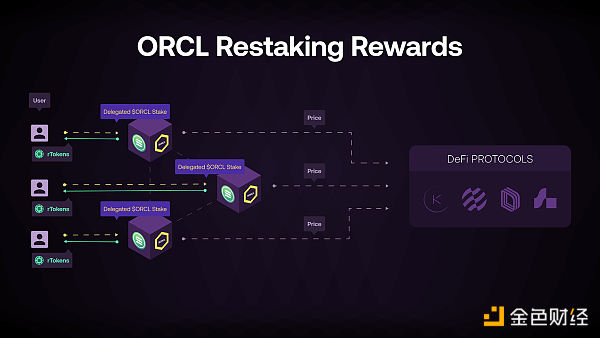 ORCL Restaking Rewards
User
Delegated $ORCL Stake
rTokens
Price
Delegated $ORCL Stake
Price
rTokens
Delegated $ORCL Stake
Price
rTokens
DeFi PROTOCOLS
金色财经